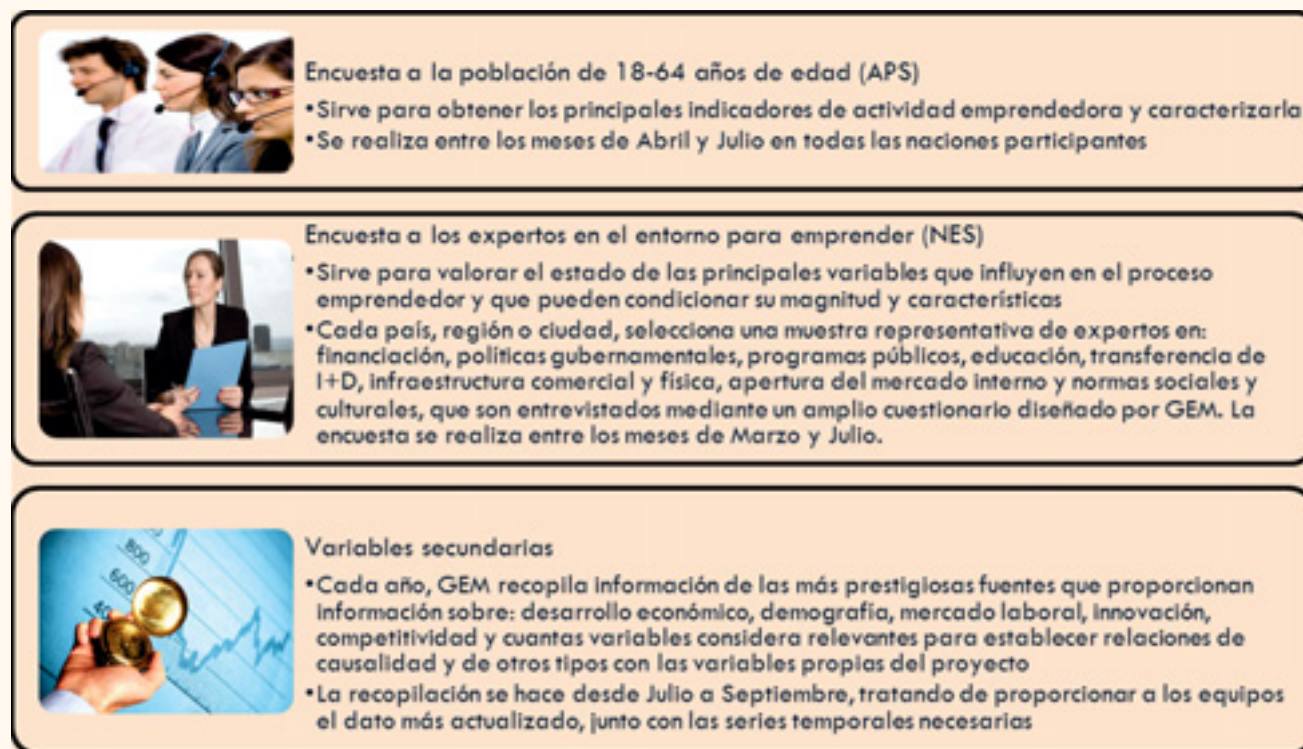 Encuesta a la población de 18-64 años de edad (APS)
•Sirve para obtener los principales indicadores de actividad emprendedora y caracterizarla
•Se realiza entre los meses de Abril y Julio en todas las naciones participantes
Encuesta a los expertos en el entorno para emprender (NES)
•Sirve para valorar el estado de las principales variables que influyen en el proceso
emprendedor y que pueden condicionar su magnitud y características
•Cada país, región o ciudad, selecciona una muestra representativa de expertos en:
financiación, políticas gubernamentales, programas públicos, educación, transferencia de
I+D, infraestructura comercial y física, apertura del mercado interno y normas sociales y
culturales, que son entrevistados mediante un amplio cuestionario diseñado por GEM. La
encuesta se realiza entre los meses de Marzo y Julio.
800
600
Variables secundarias
•Cada año, GEM recopila información de las más prestigiosas fuentes que proporcionan
información sobre: desarrollo económico, demografía, mercado laboral, innovación,
competitividad y cuantas variables considera relevantes para establecer relaciones de
causalidad y de otros tipos con las variables propias del proyecto
•La recopilación se hace desde Julio a Septiembre, tratando de proporcionar a los equipos
el dato más actualizado, junto con las series temporales necesarias